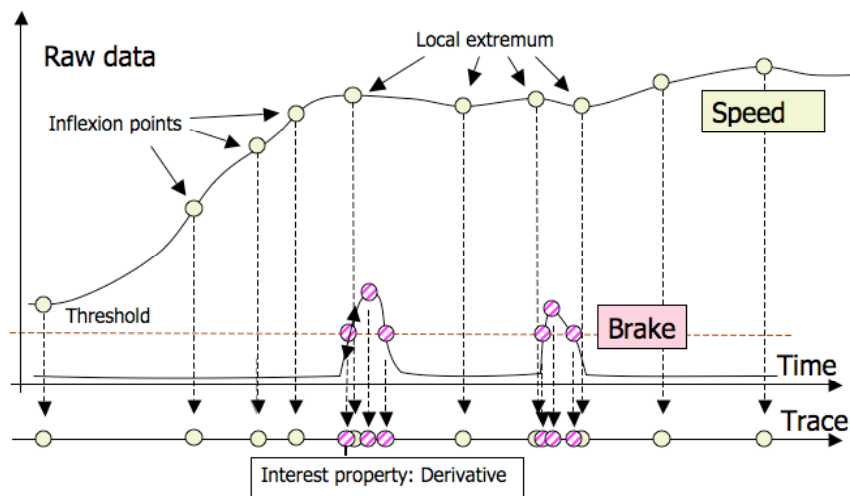 Raw data
Local extremum
Inflexion points
Speed
Threshold
Brake
Time
Trace
Interest property: Derivative